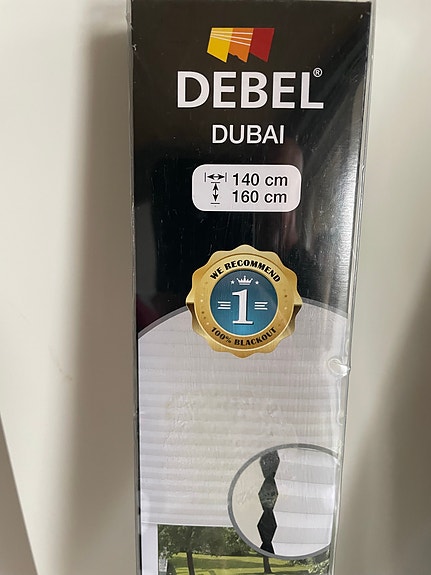 DEBEL®
DUBAI
140 cm
160 cm
WE RECOMMEND
1
100% BLACKOUT